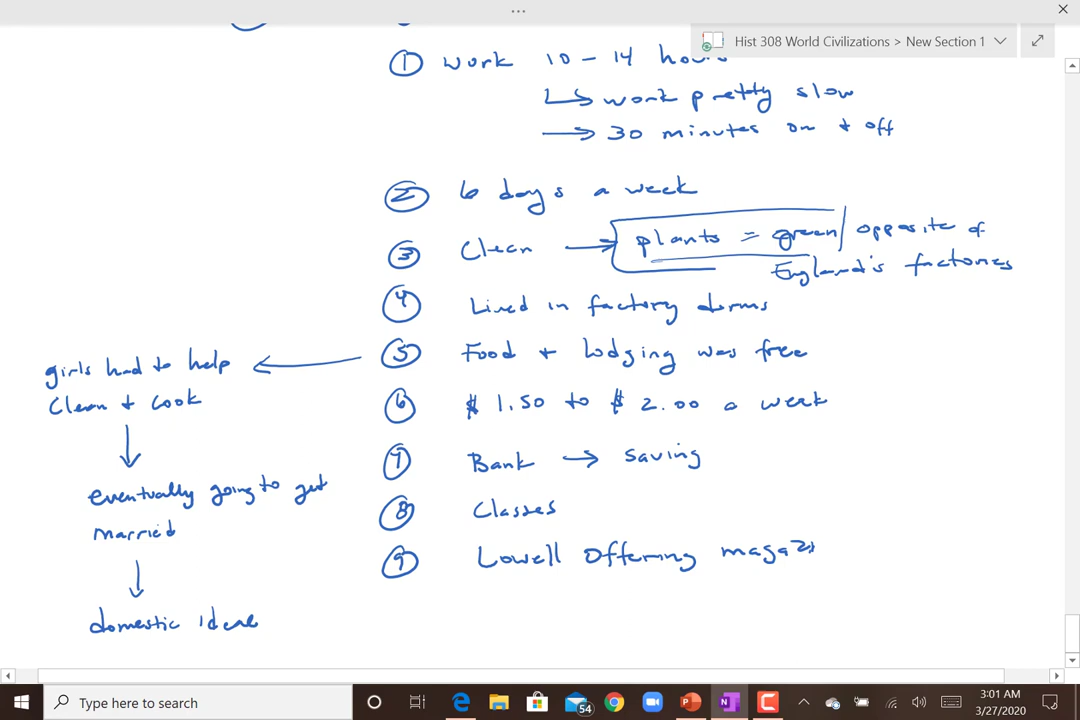 Hist 308 World Civilizations > New Section 1
① work 10 - 14 hours
work pretty slow
30 minutes on + off
② 6 days a week
③ Clean → plants = green / opposite of
England's factories
④ Lived in factory dorms
⑤ Food + lodging was free
girls had to help
Clean + cook
eventually going to get
married
domestic ideal
⑥ $ 1.50 to $ 2.00 a week
⑦ Bank → saving
⑧ Classes
⑨ Lowell Offering magazi
Type here to search
54
3:01 AM
3/27/2020